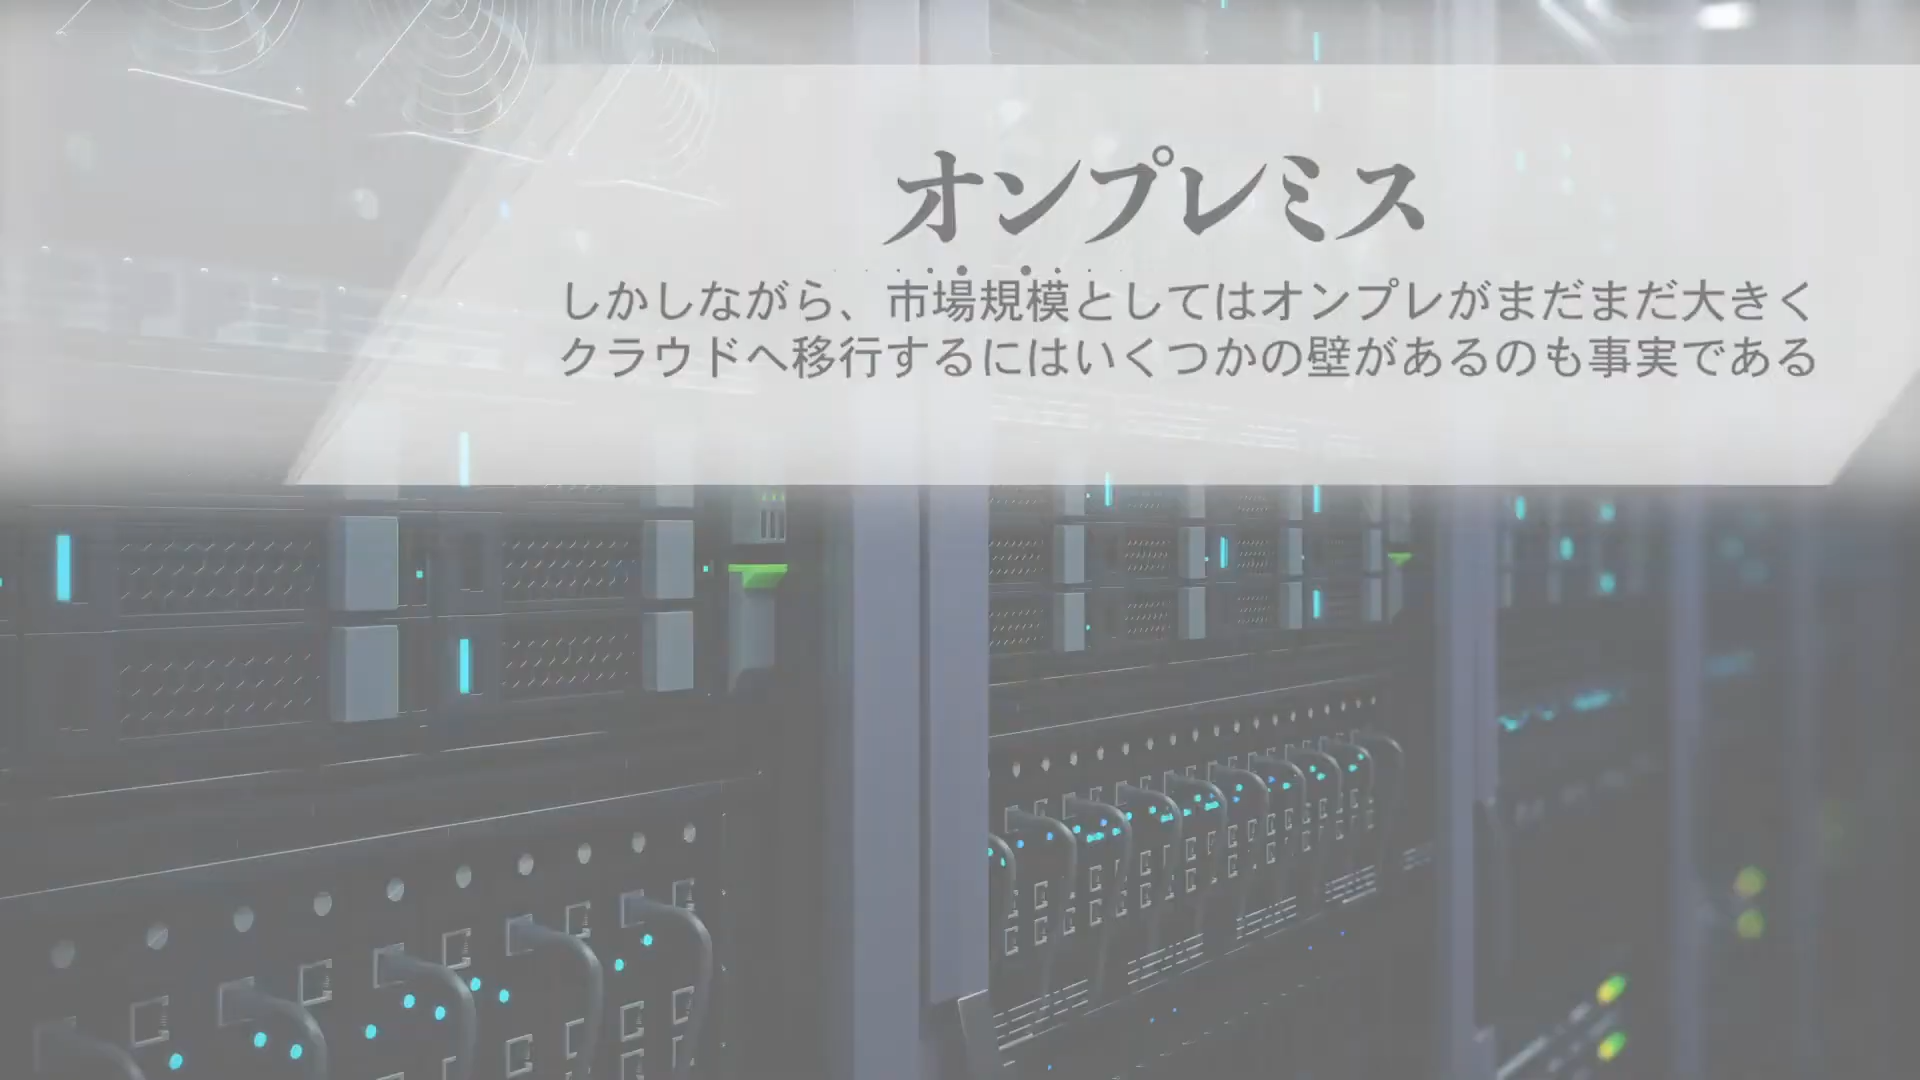 オンプレミス
しかしながら、市場規模としてはオンプレがまだまだ大きく
クラウドへ移行するにはいくつかの壁があるのも事実である